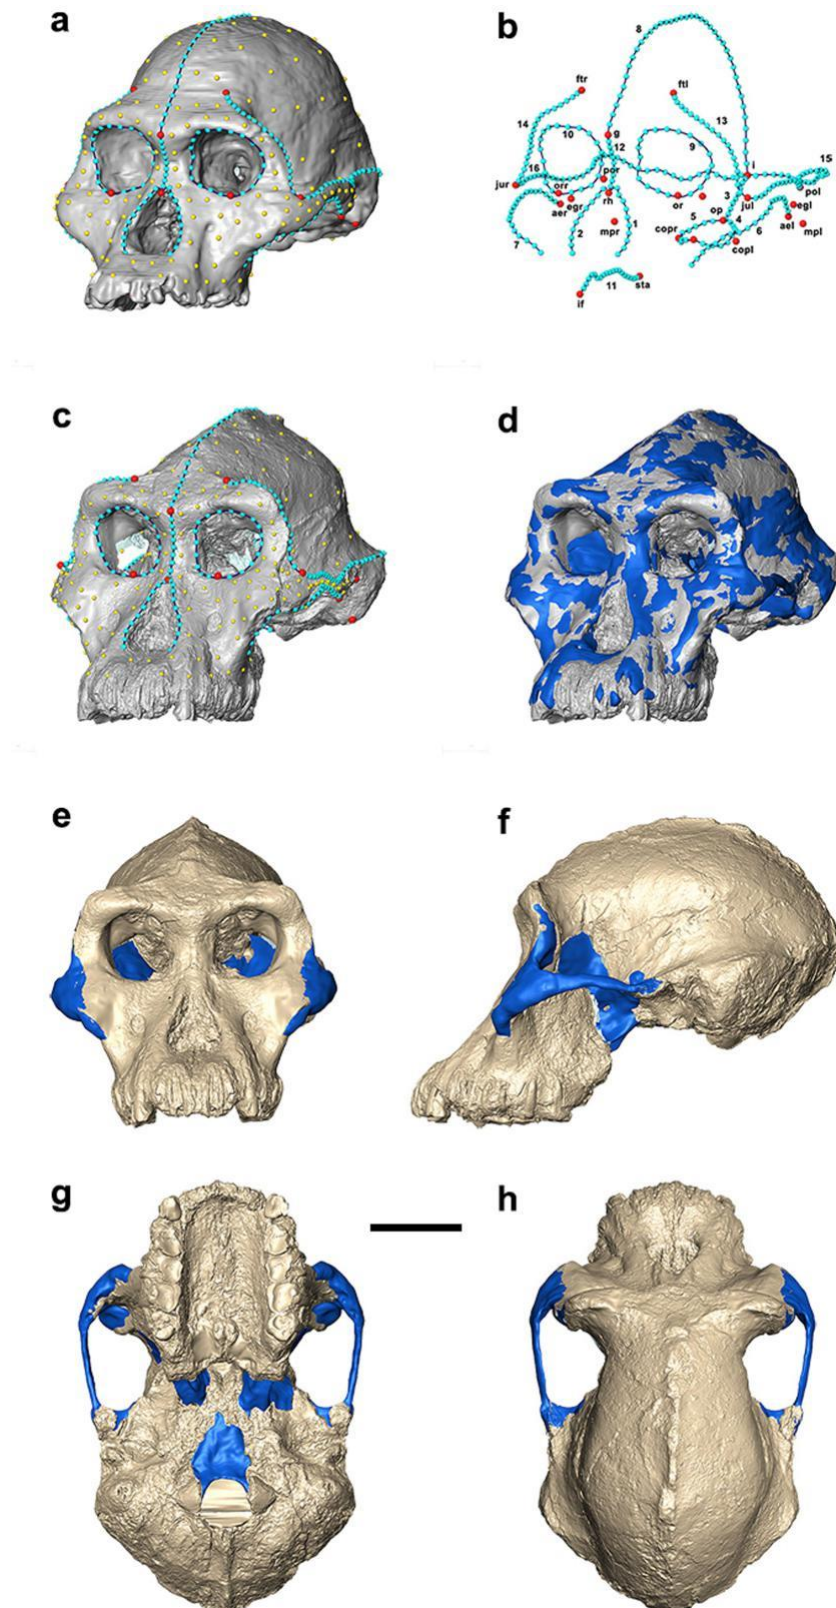 a
b
8
ftr
ftl
14
10
g
12
13
9
16
por
i
15
jur
orr
rh
or
3
jul
pol
aer
egr
op
egl
7
2
mpr
1
5
4
6
ael
mpl
copr
copl
11
if
sta
c
d
e
f
g
h